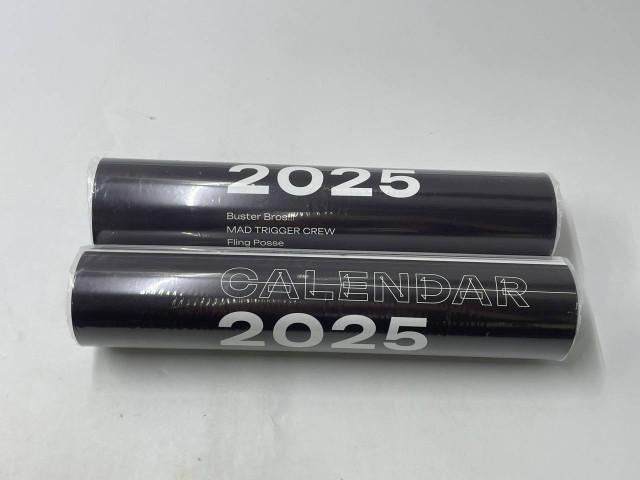 2025
Buster Bros!!!
MAD TRIGGER CREW
Fling Posse
CALENDAR
2025